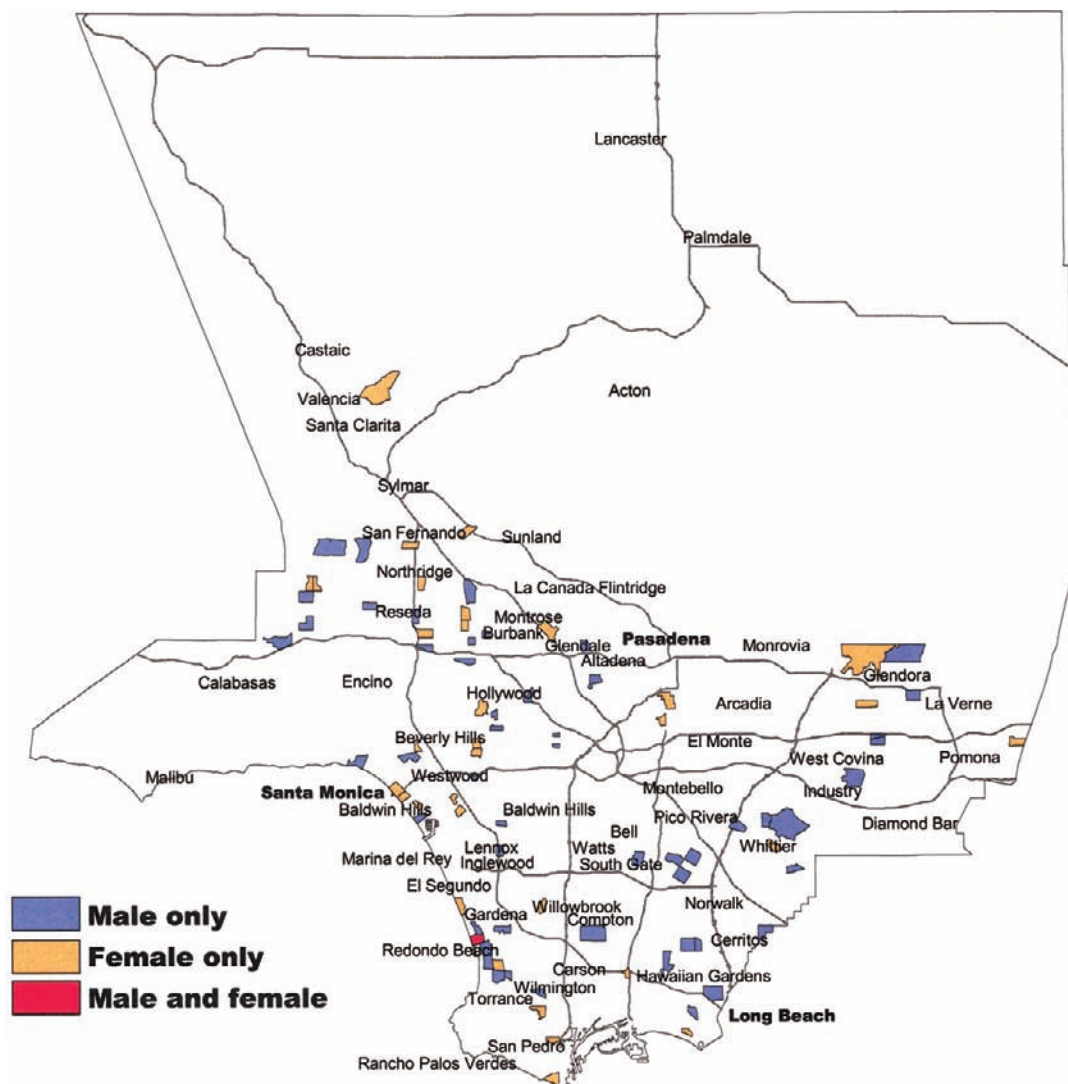 Lancaster
Palmdale
Castaic
Acton
Valencia
Santa Clarita
Sylmar
San Fernando
Sunland
Northridge
La Canada Flintridge
Reseda
Montrose
Burbank
Glendale
Pasadena
Monrovia
Altadena
Glendora
Calabasas
Encino
Hollywood
Arcadia
La Verne
Beverly Hills
El Monte
West Covina
Pomona
Malibu
Westwood
Santa Monica
Montebello
Industry
Baldwin Hills
Baldwin Hills
Pico Rivera
Diamond Bar
Bell
Lennox
Watts
Whittier
Marina del Rey
Inglewood
South Gate
El Segundo
Male only
Gardena
Willowbrook
Norwalk
Compton
Redondo Beach
Cerritos
Female only
Carson
Hawaiian Gardens
Wilmington
Male and female
Torrance
Long Beach
San Pedro
Rancho Palos Verdes